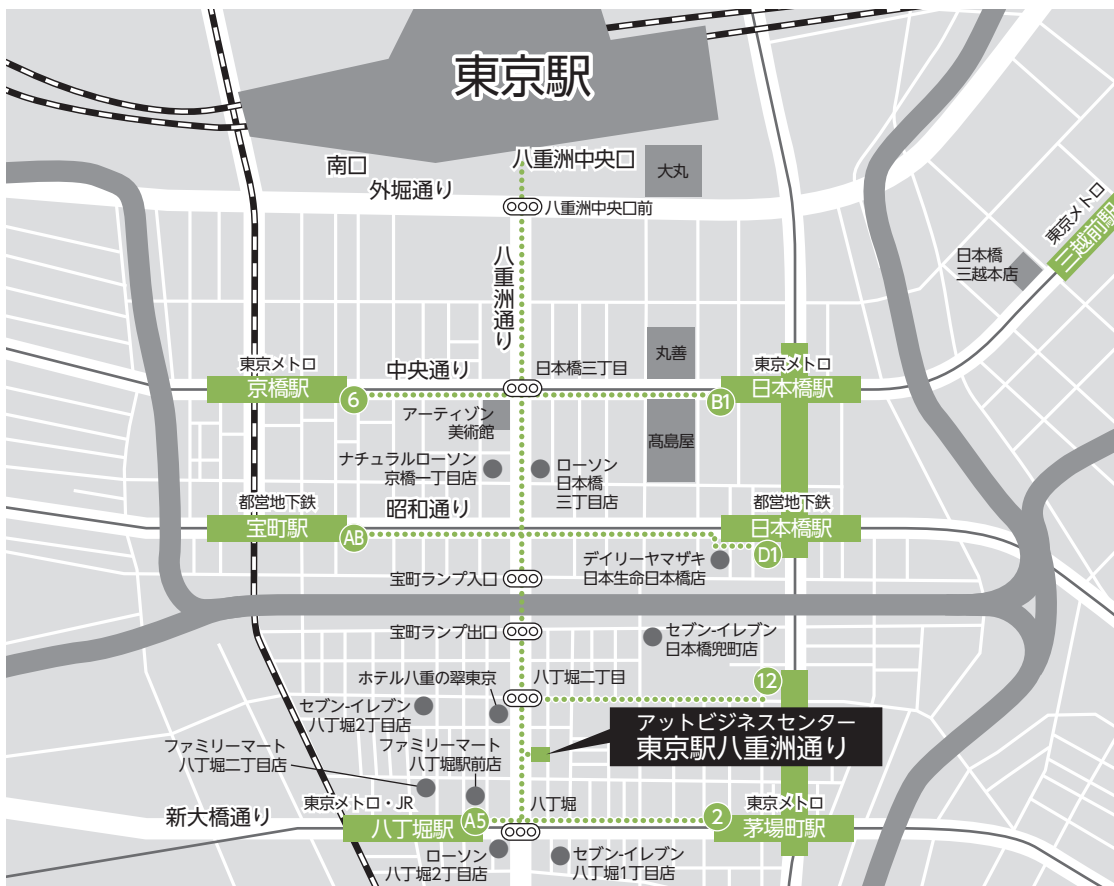 東京駅
南口
八重洲中央口
大丸
外堀通り
八重洲中央口前
東京メトロ
三越前駅
日本橋
三越本店
八重洲通り
丸善
東京メトロ
京橋駅
中央通り
日本橋三丁目
東京メトロ
日本橋駅
6
B1
アーティゾン
美術館
髙島屋
ナチュラルローソン
京橋一丁目店
ローソン
日本橋
三丁目店
都営地下鉄
宝町駅
昭和通り
都営地下鉄
日本橋駅
A8
D1
デイリーヤマザキ
日本生命日本橋店
宝町ランプ入口
宝町ランプ出口
セブン-イレブン
日本橋兜町店
ホテル八重の翠東京
八丁堀二丁目
12
セブン-イレブン
八丁堀2丁目店
アットビジネスセンター
東京駅八重洲通り
ファミリーマート
八丁堀二丁目店
ファミリーマート
八丁堀駅前店
新大橋通り
東京メトロ・JR
八丁堀駅
A5
八丁堀
2
東京メトロ
茅場町駅
ローソン
八丁堀2丁目店
セブン-イレブン
八丁堀1丁目店